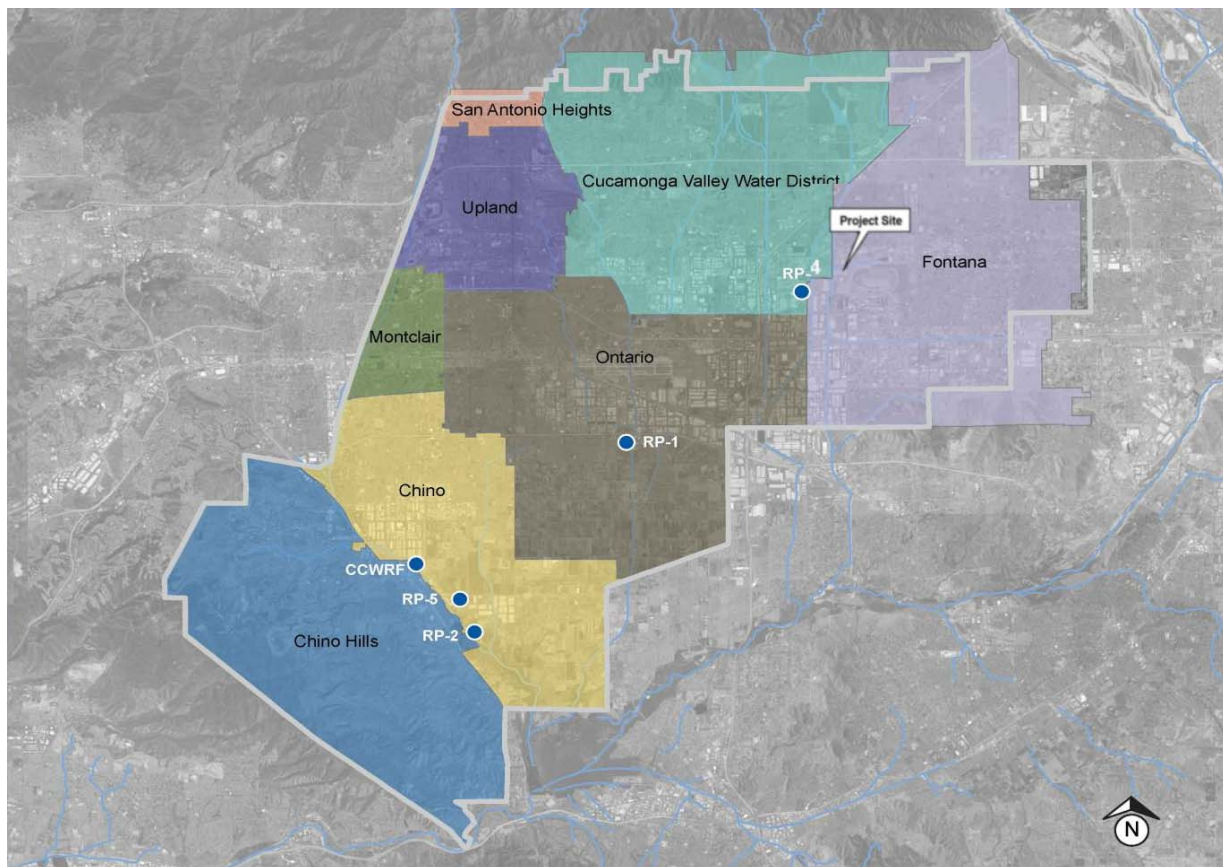 San Antonio Heights
Cucamonga Valley Water District
Upland
Project Site
Fontana
RP-4
Montclair
Ontario
RP-1
Chino
CCWRF
RP-5
RP-2
Chino Hills
N